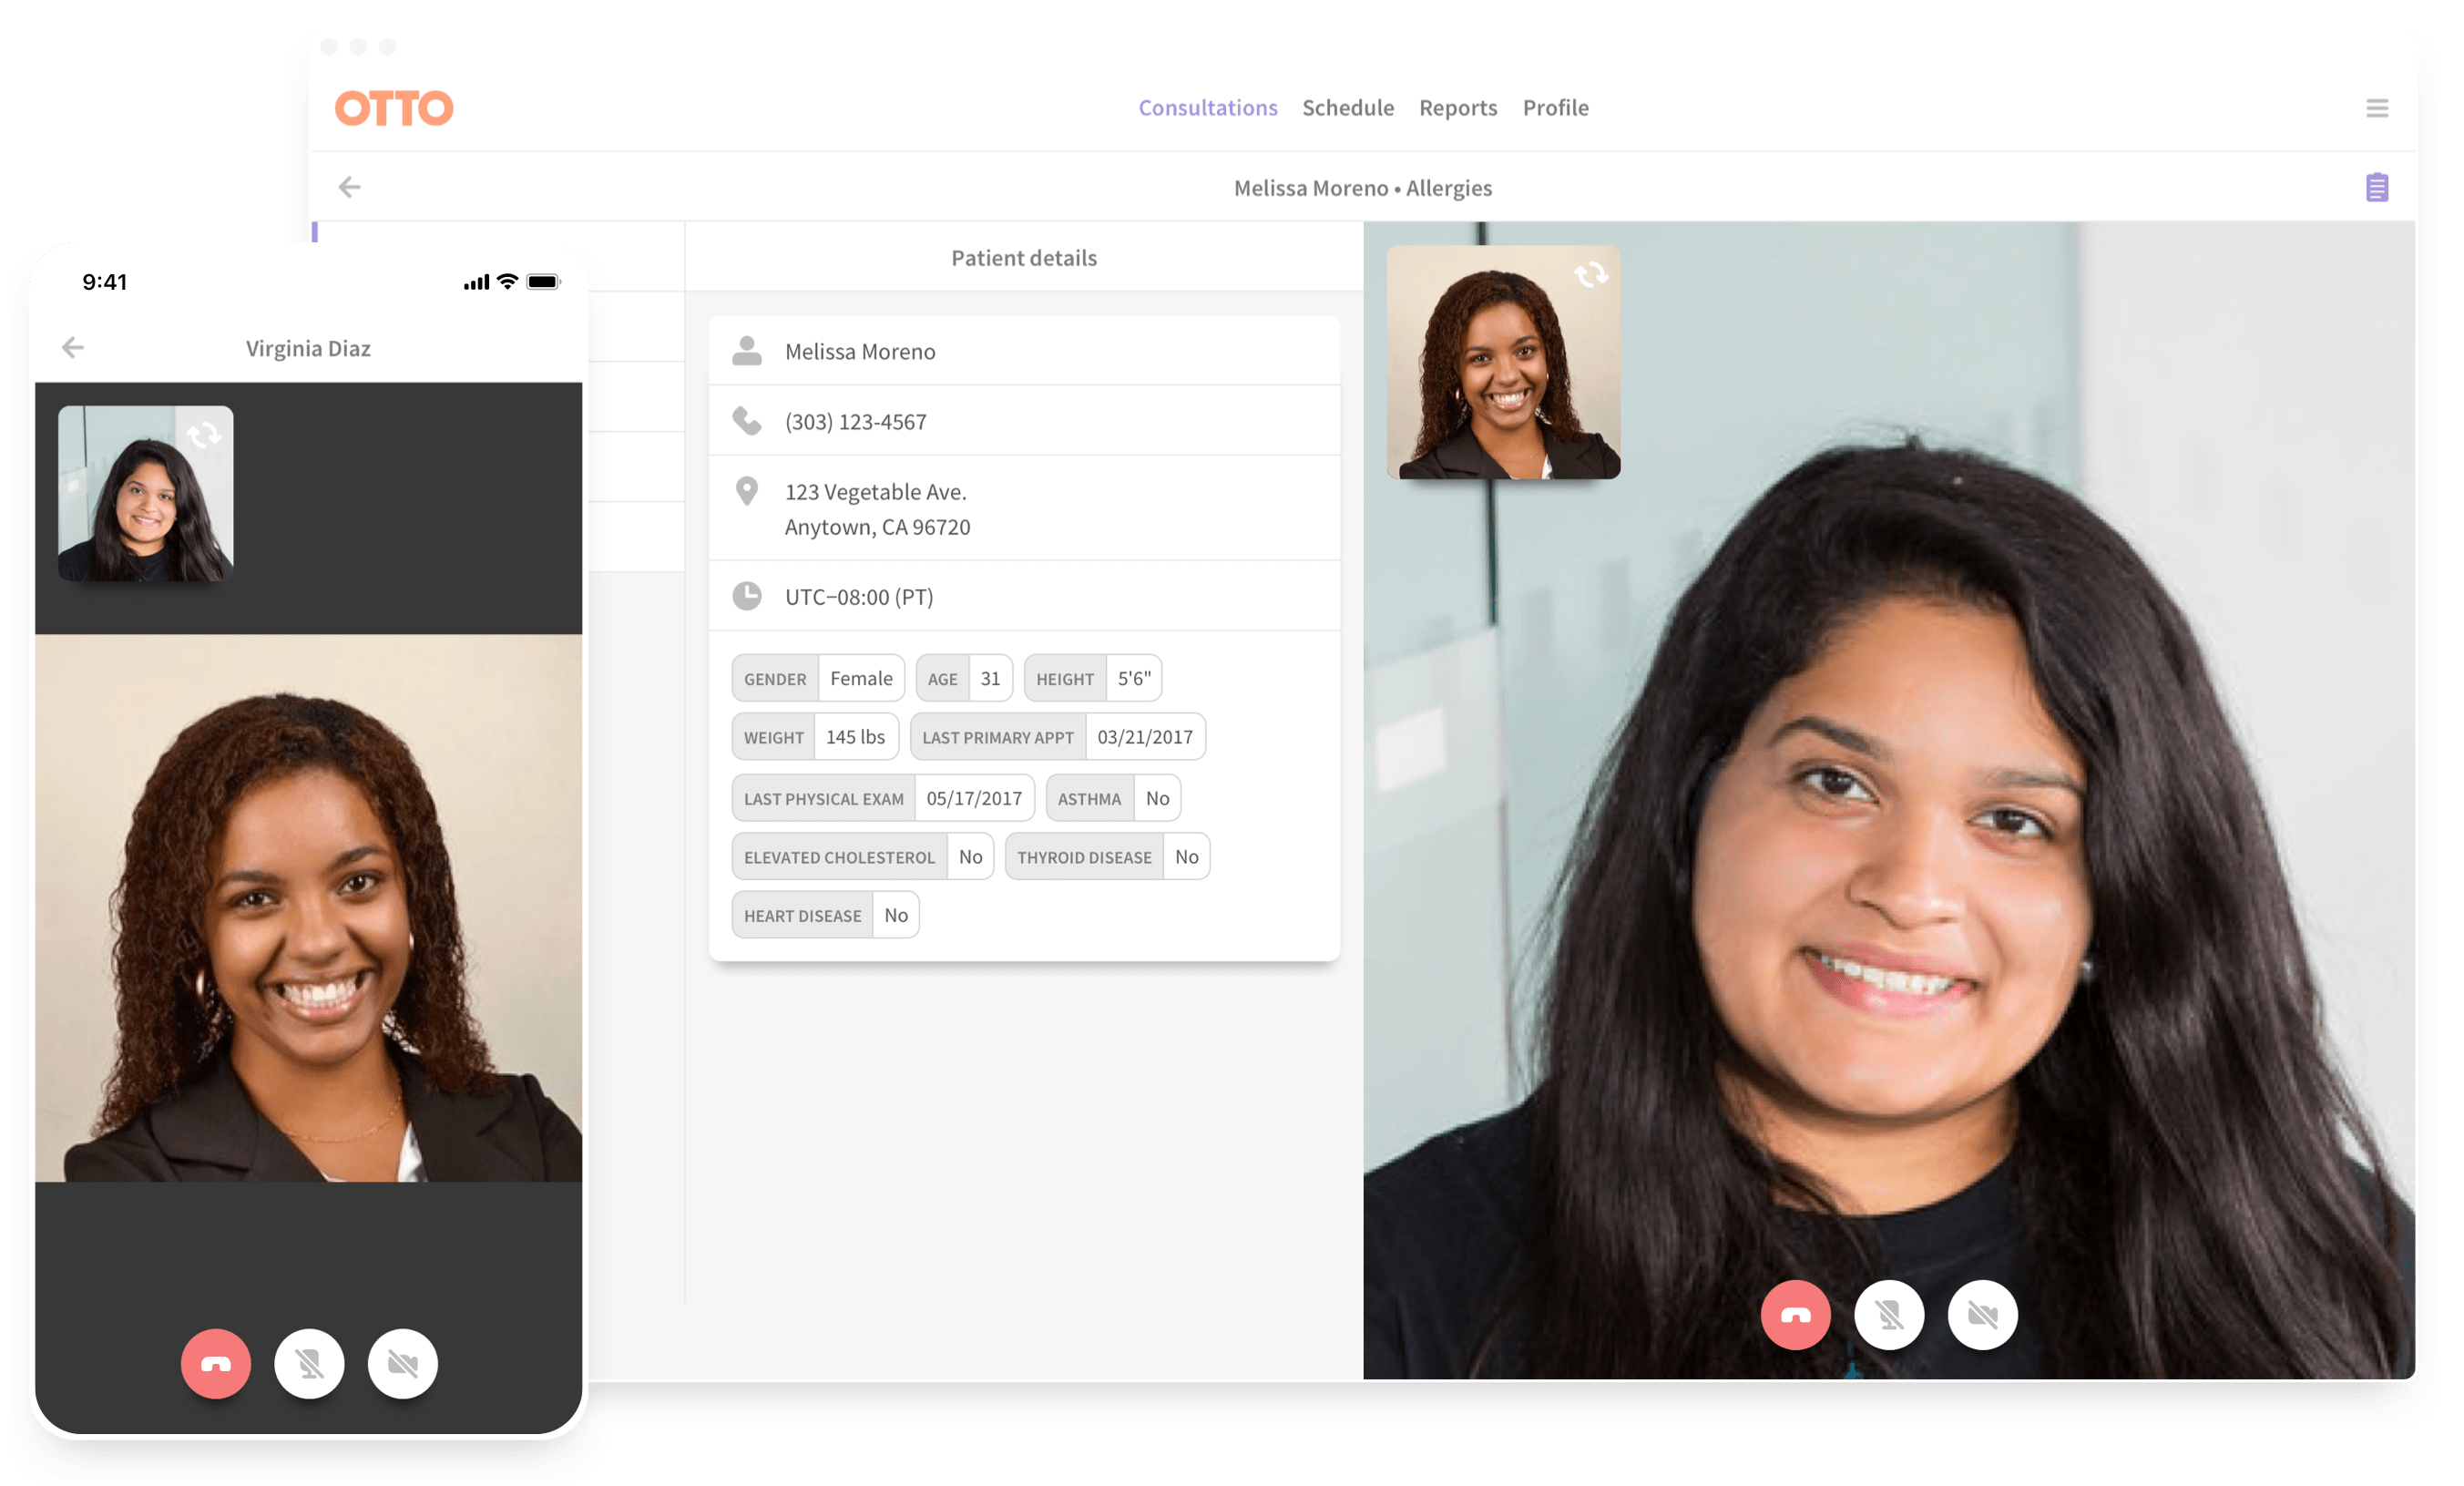 OTTO
Consultations Schedule Reports Profile
Melissa Moreno • Allergies
9:41
Virginia Diaz
Patient details
Melissa Moreno
(303) 123-4567
123 Vegetable Ave.
Anytown, CA 96720
UTC−08:00 (PT)
GENDER Female AGE 31 HEIGHT 5'6"
WEIGHT 145 lbs LAST PRIMARY APPT 03/21/2017
LAST PHYSICAL EXAM 05/17/2017 ASTHMA No
ELEVATED CHOLESTEROL No THYROID DISEASE No
HEART DISEASE No